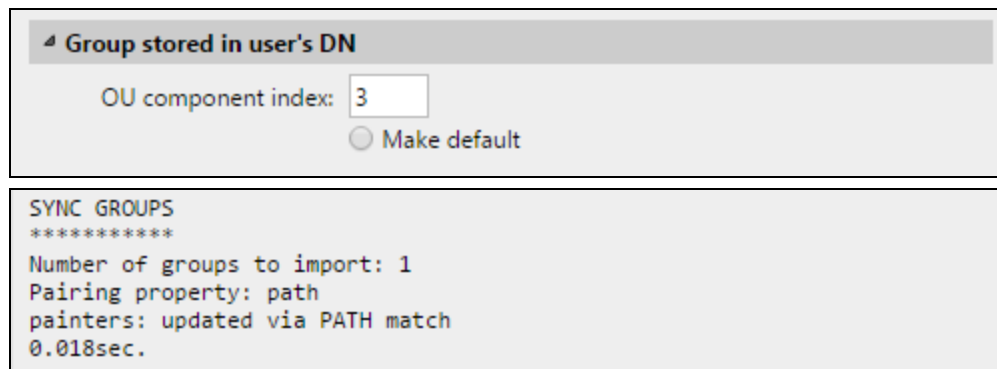 Group stored in user's DN
OU component index: 3
Make default
SYNC GROUPS
***********
Number of groups to import: 1
Pairing property: path
painters: updated via PATH match
0.018sec.